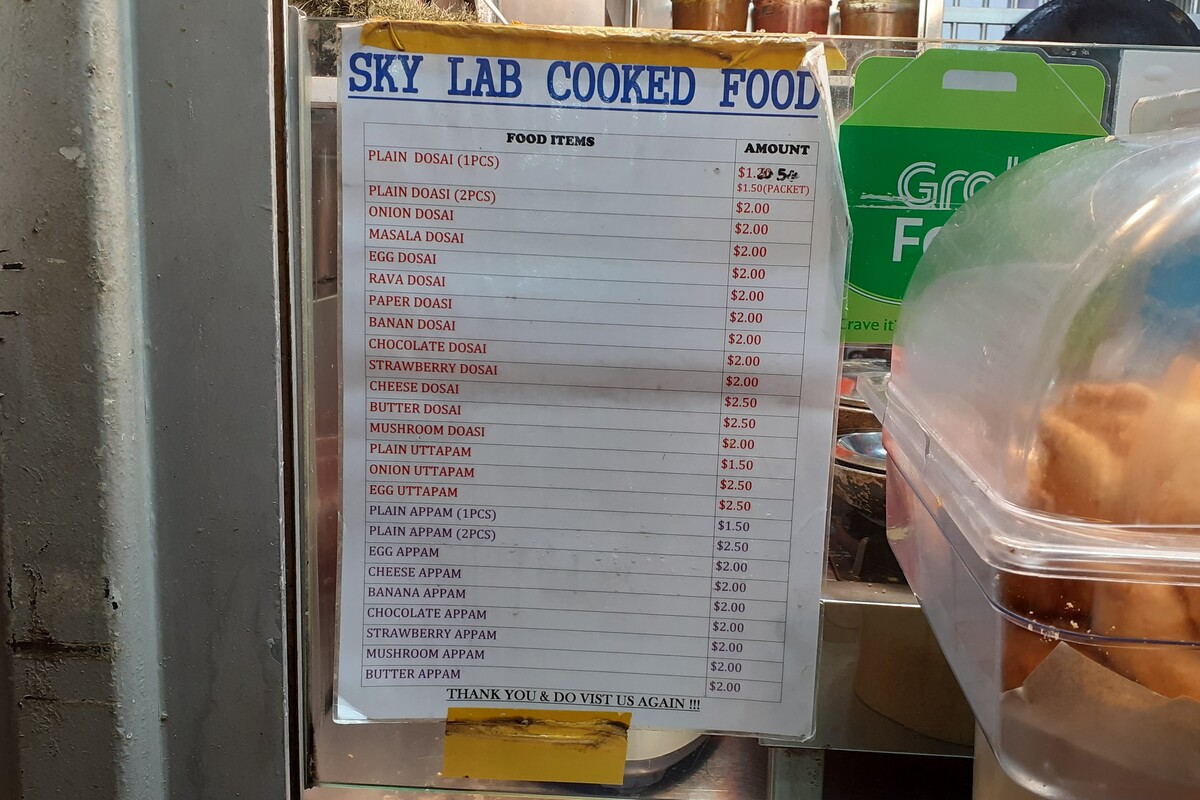 SKY LAB COOKED FOOD
FOOD ITEMS AMOUNT
PLAIN DOSAI (1PCS) $1.20 50
$1.50(PACKET)
PLAIN DOASI (2PCS) $2.00
ONION DOSAI $2.00
MASALA DOSAI $2.00
EGG DOSAI $2.00
RAVA DOSAI $2.00
PAPER DOASI $2.00
BANAN DOSAI $2.00
CHOCOLATE DOSAI $2.00
STRAWBERRY DOSAI $2.00
CHEESE DOSAI $2.50
BUTTER DOSAI $2.50
MUSHROOM DOASI $2.00
PLAIN UTTAPAM $1.50
ONION UTTAPAM $2.50
EGG UTTAPAM $2.50
PLAIN APPAM (1PCS) $1.50
PLAIN APPAM (2PCS) $2.50
EGG APPAM $2.00
CHEESE APPAM $2.00
BANANA APPAM $2.00
CHOCOLATE APPAM $2.00
STRAWBERRY APPAM $2.00
MUSHROOM APPAM $2.00
BUTTER APPAM $2.00
THANK YOU & DO VIST US AGAIN !!!
Crave it